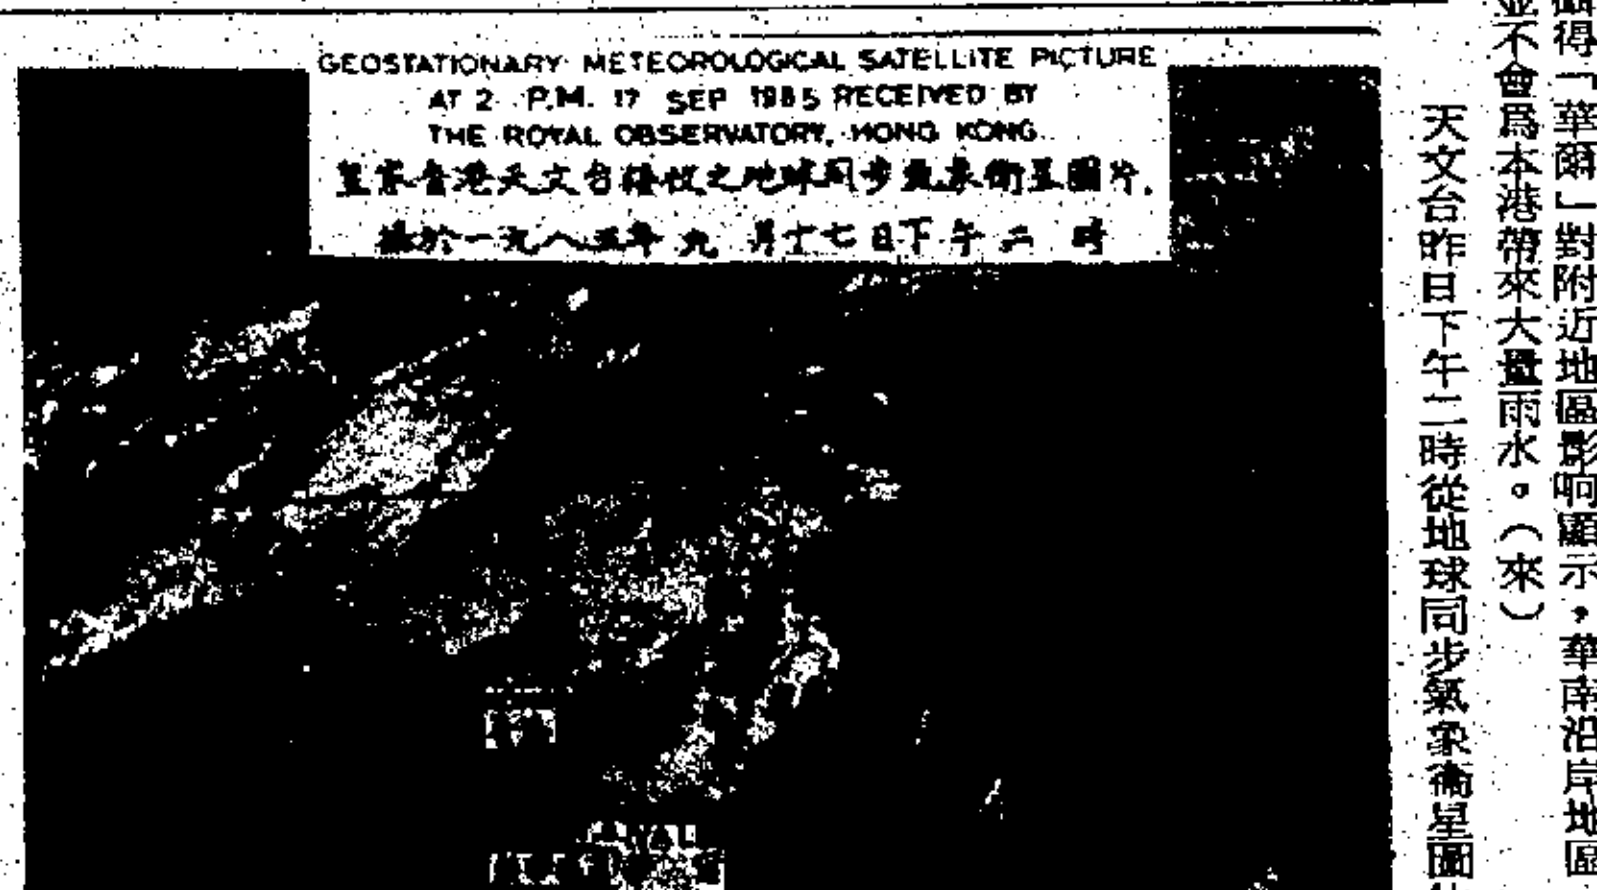 GEOSTATIONARY METEOROLOGICAL SATELLITE PICTURE
AT 2 P.M. 17 SEP 1985 RECEIVED BY
THE ROYAL OBSERVATORY, HONG KONG
皇家香港天文台接收之地球同步氣象衛星圖片,
攝於一九八五年九月十七日下午二時
天文台昨日下午二時從地球同步氣象衞星圖
攝得「華爾」對附近地區影响顯示,華南沿岸地區
並不會爲本港帶來大量雨水。(來)